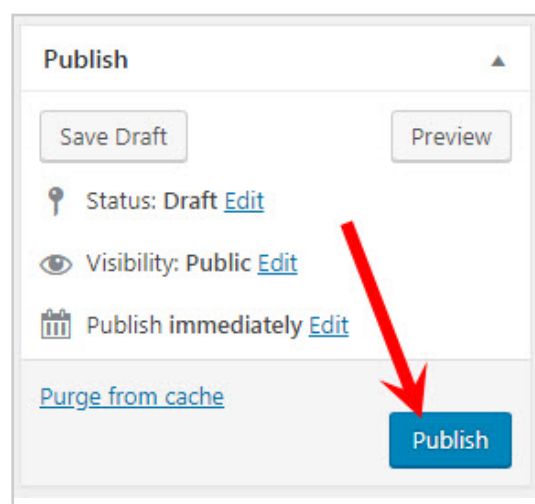 Publish
Save Draft Preview
Status: Draft Edit
Visibility: Public Edit
Publish immediately Edit
Purge from cache
Publish